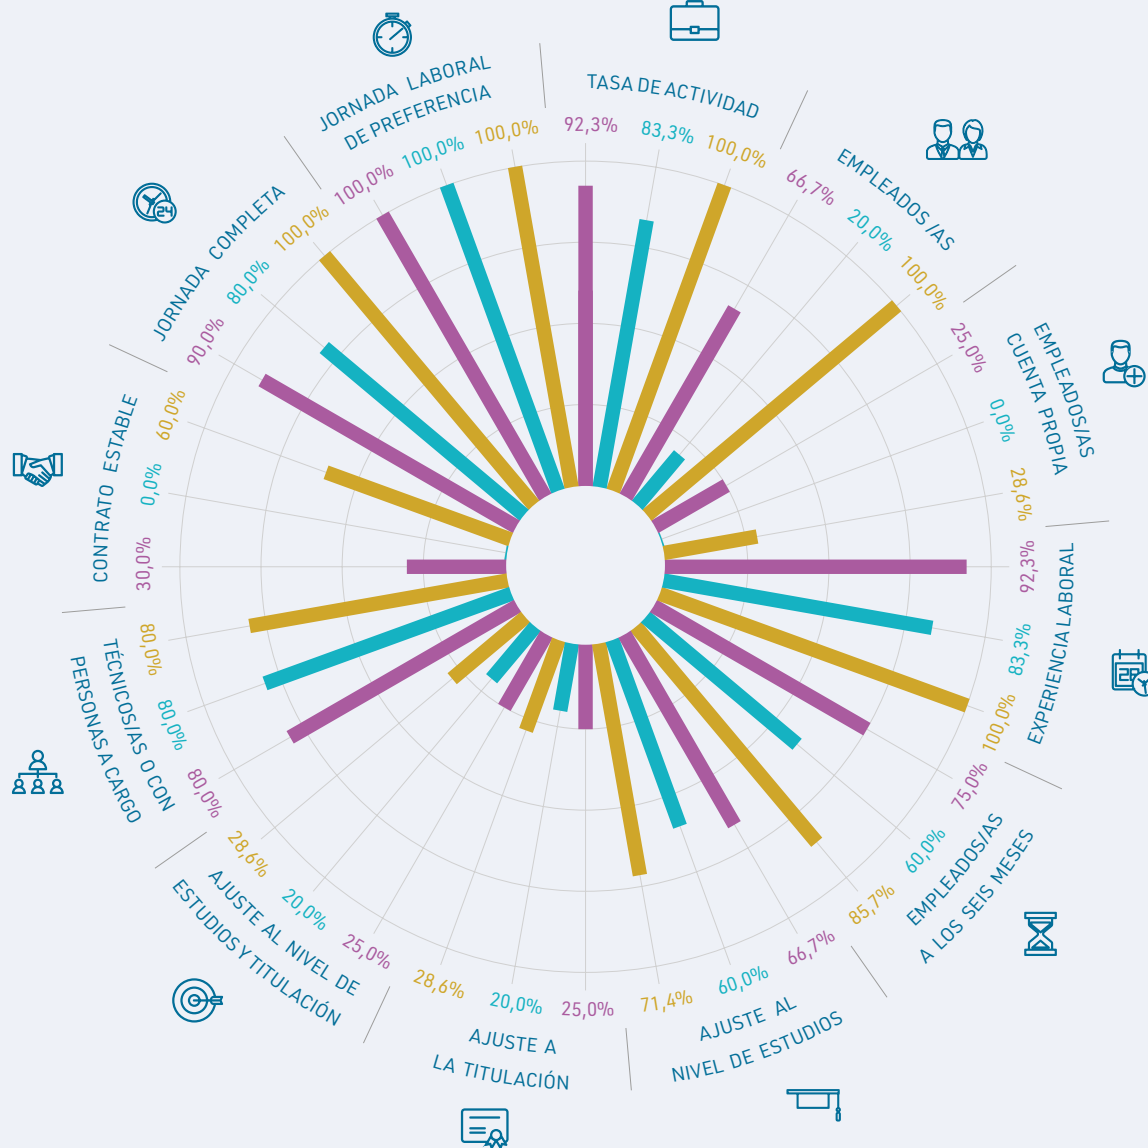 TASA DE ACTIVIDAD
92,3%
83,3%
100,0%
EMPLEADOS/AS
66,7%
20,0%
100,0%
EMPLEADOS/AS
CUENTA PROPIA
25,0%
0,0%
28,6%
EXPERIENCIA LABORAL
92,3%
83,3%
100,0%
EMPLEADOS/AS
A LOS SEIS MESES
75,0%
60,0%
85,7%
AJUSTE AL
NIVEL DE ESTUDIOS
66,7%
60,0%
71,4%
AJUSTE A
LA TITULACIÓN
25,0%
20,0%
28,6%
AJUSTE AL NIVEL DE
ESTUDIOS Y TITULACIÓN
25,0%
20,0%
28,6%
TÉCNICOS/AS O CON
PERSONAS A CARGO
80,0%
80,0%
80,0%
CONTRATO ESTABLE
30,0%
0,0%
60,0%
JORNADA COMPLETA
90,0%
80,0%
100,0%
JORNADA LABORAL
DE PREFERENCIA
100,0%
100,0%
100,0%
24